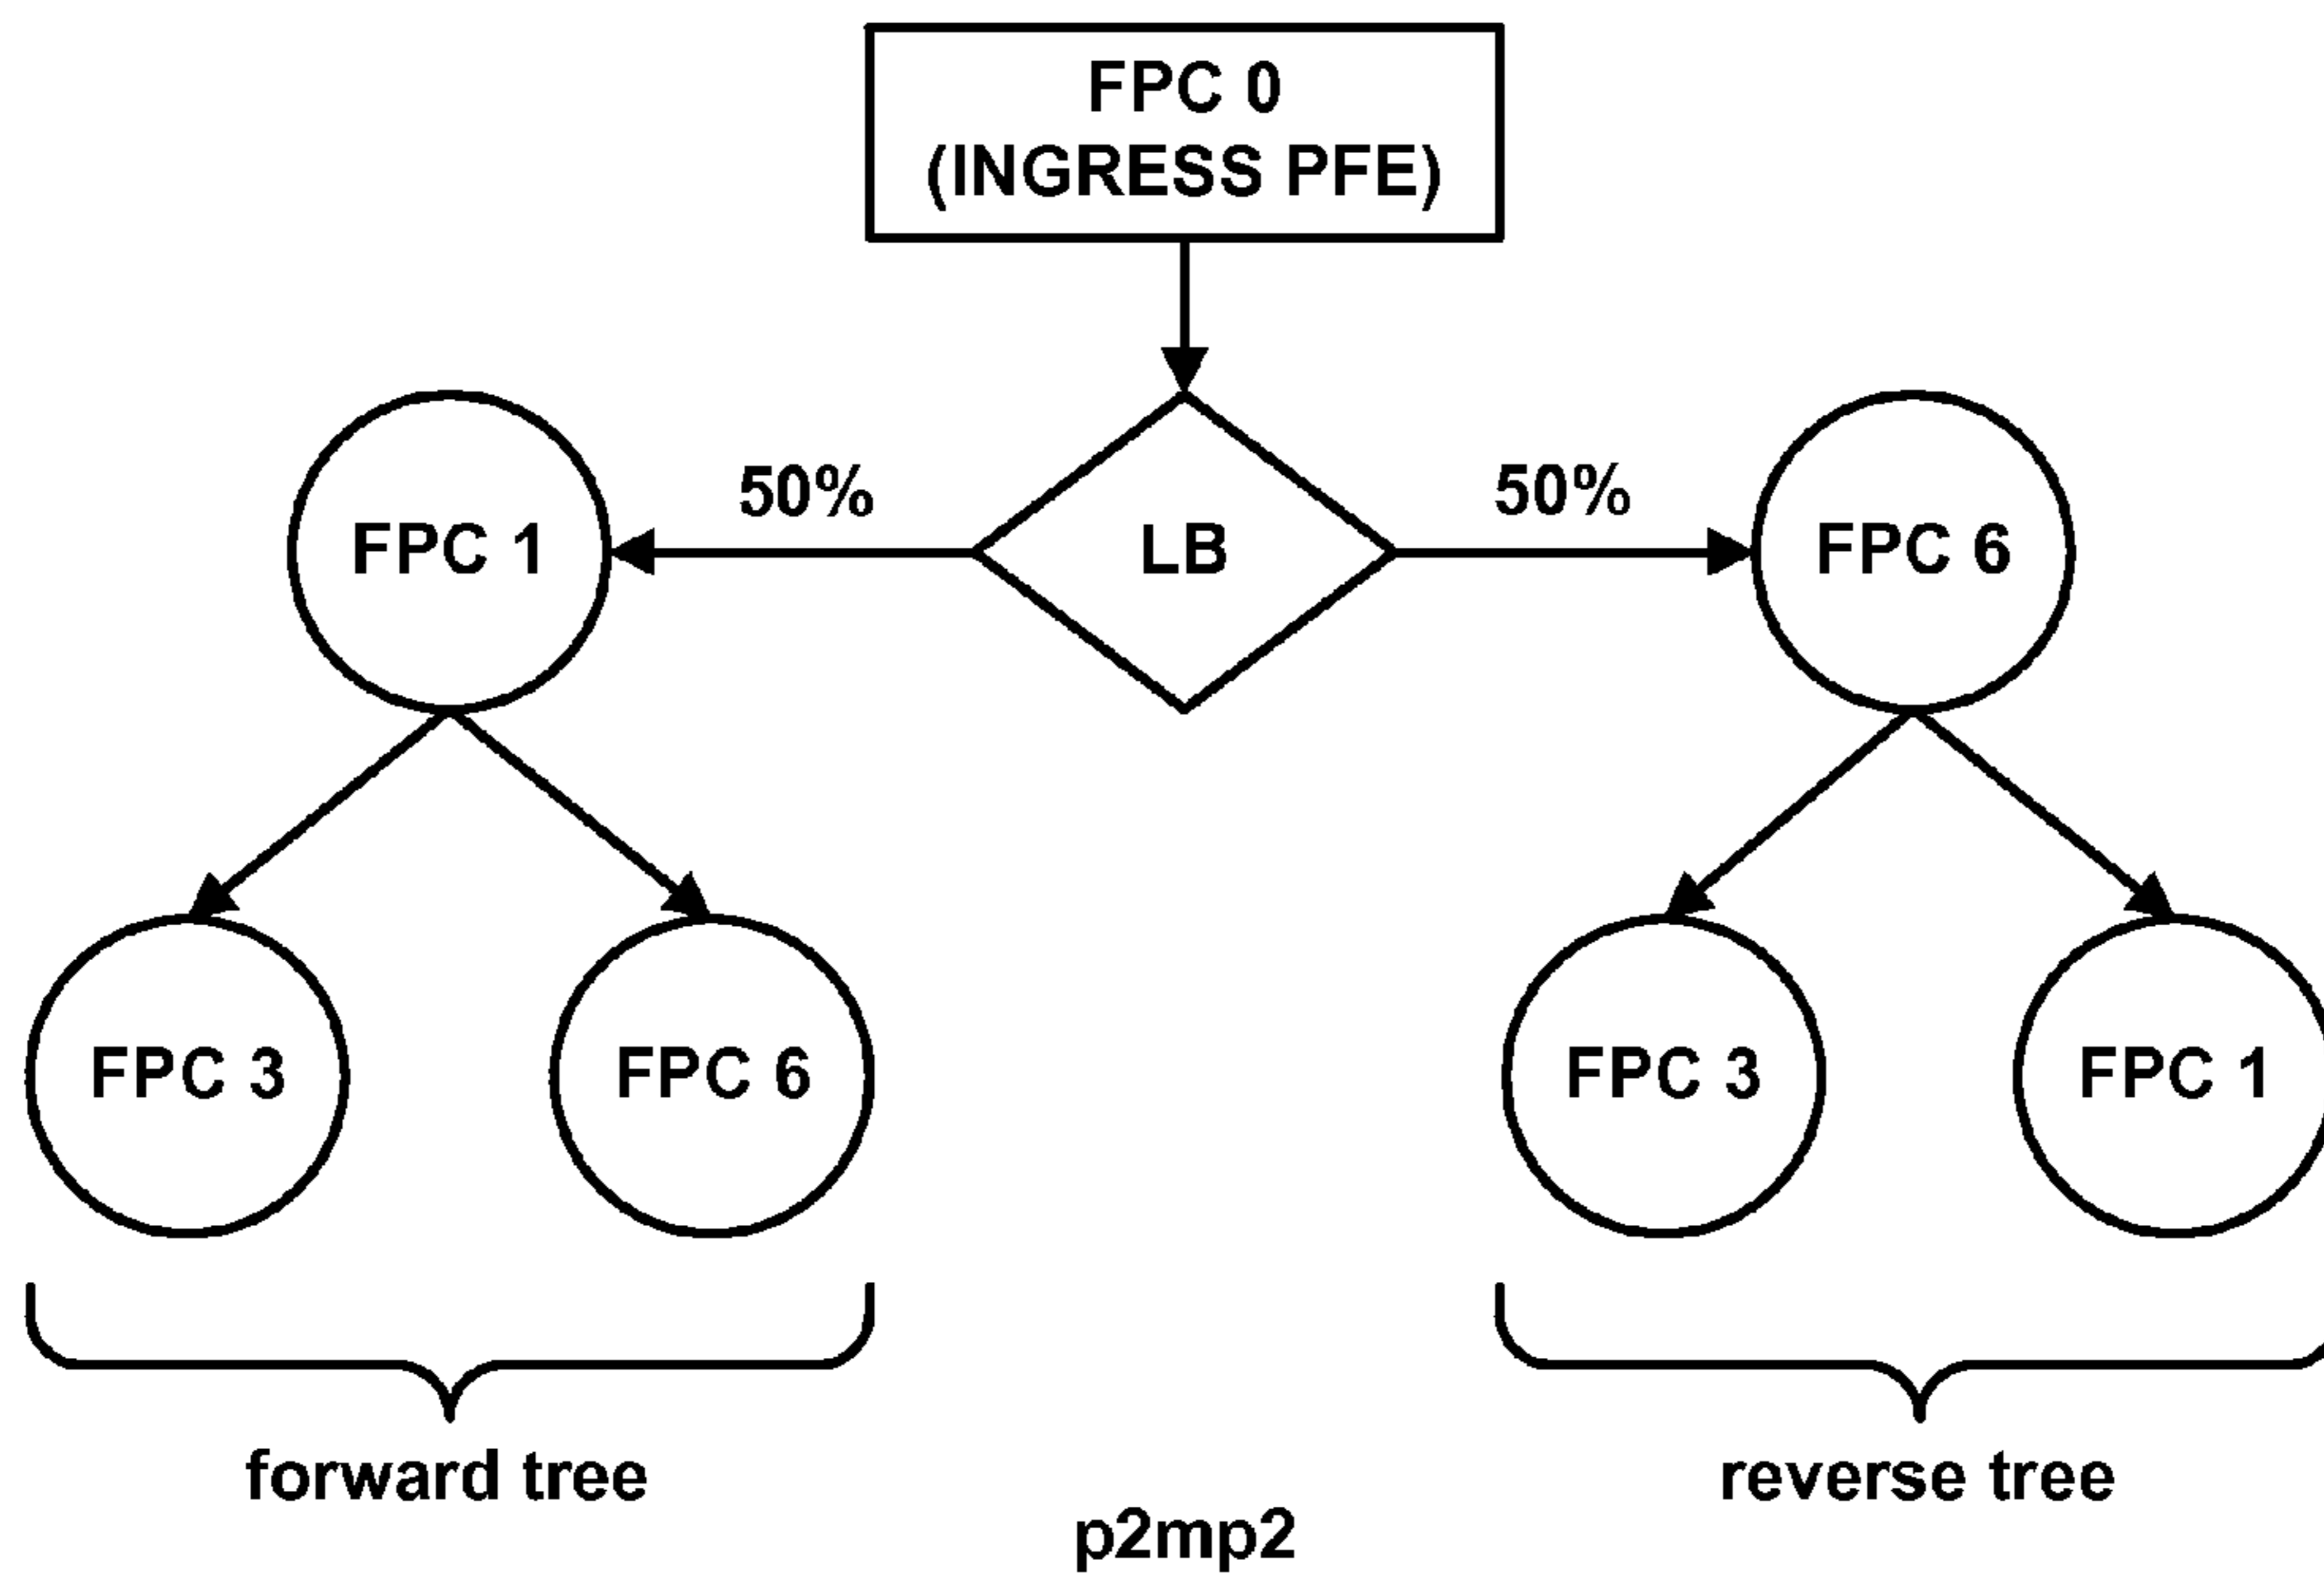 FPC 0
(INGRESS PFE)
50%
50%
FPC 1
LB
FPC 6
FPC 3
FPC 6
FPC 3
FPC 1
forward tree
reverse tree
p2mp2